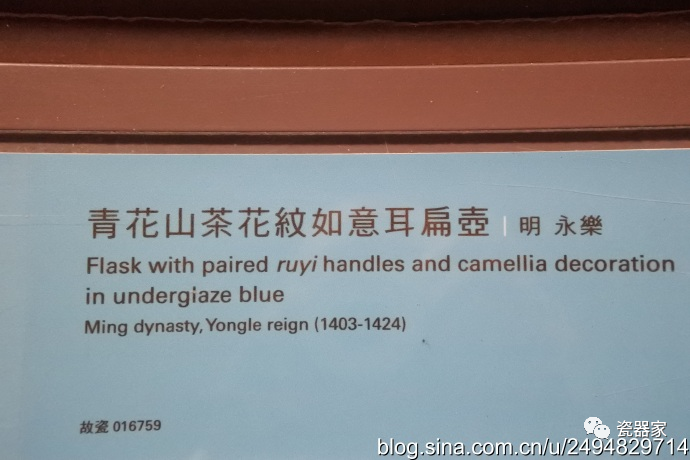 青花山茶花紋如意耳扁壺 | 明 永樂
Flask with paired ruyi handles and camellia decoration
in underglaze blue
Ming dynasty, Yongle reign (1403-1424)
故瓷 016759
瓷器家
blog.sina.com.cn/u/2494829714